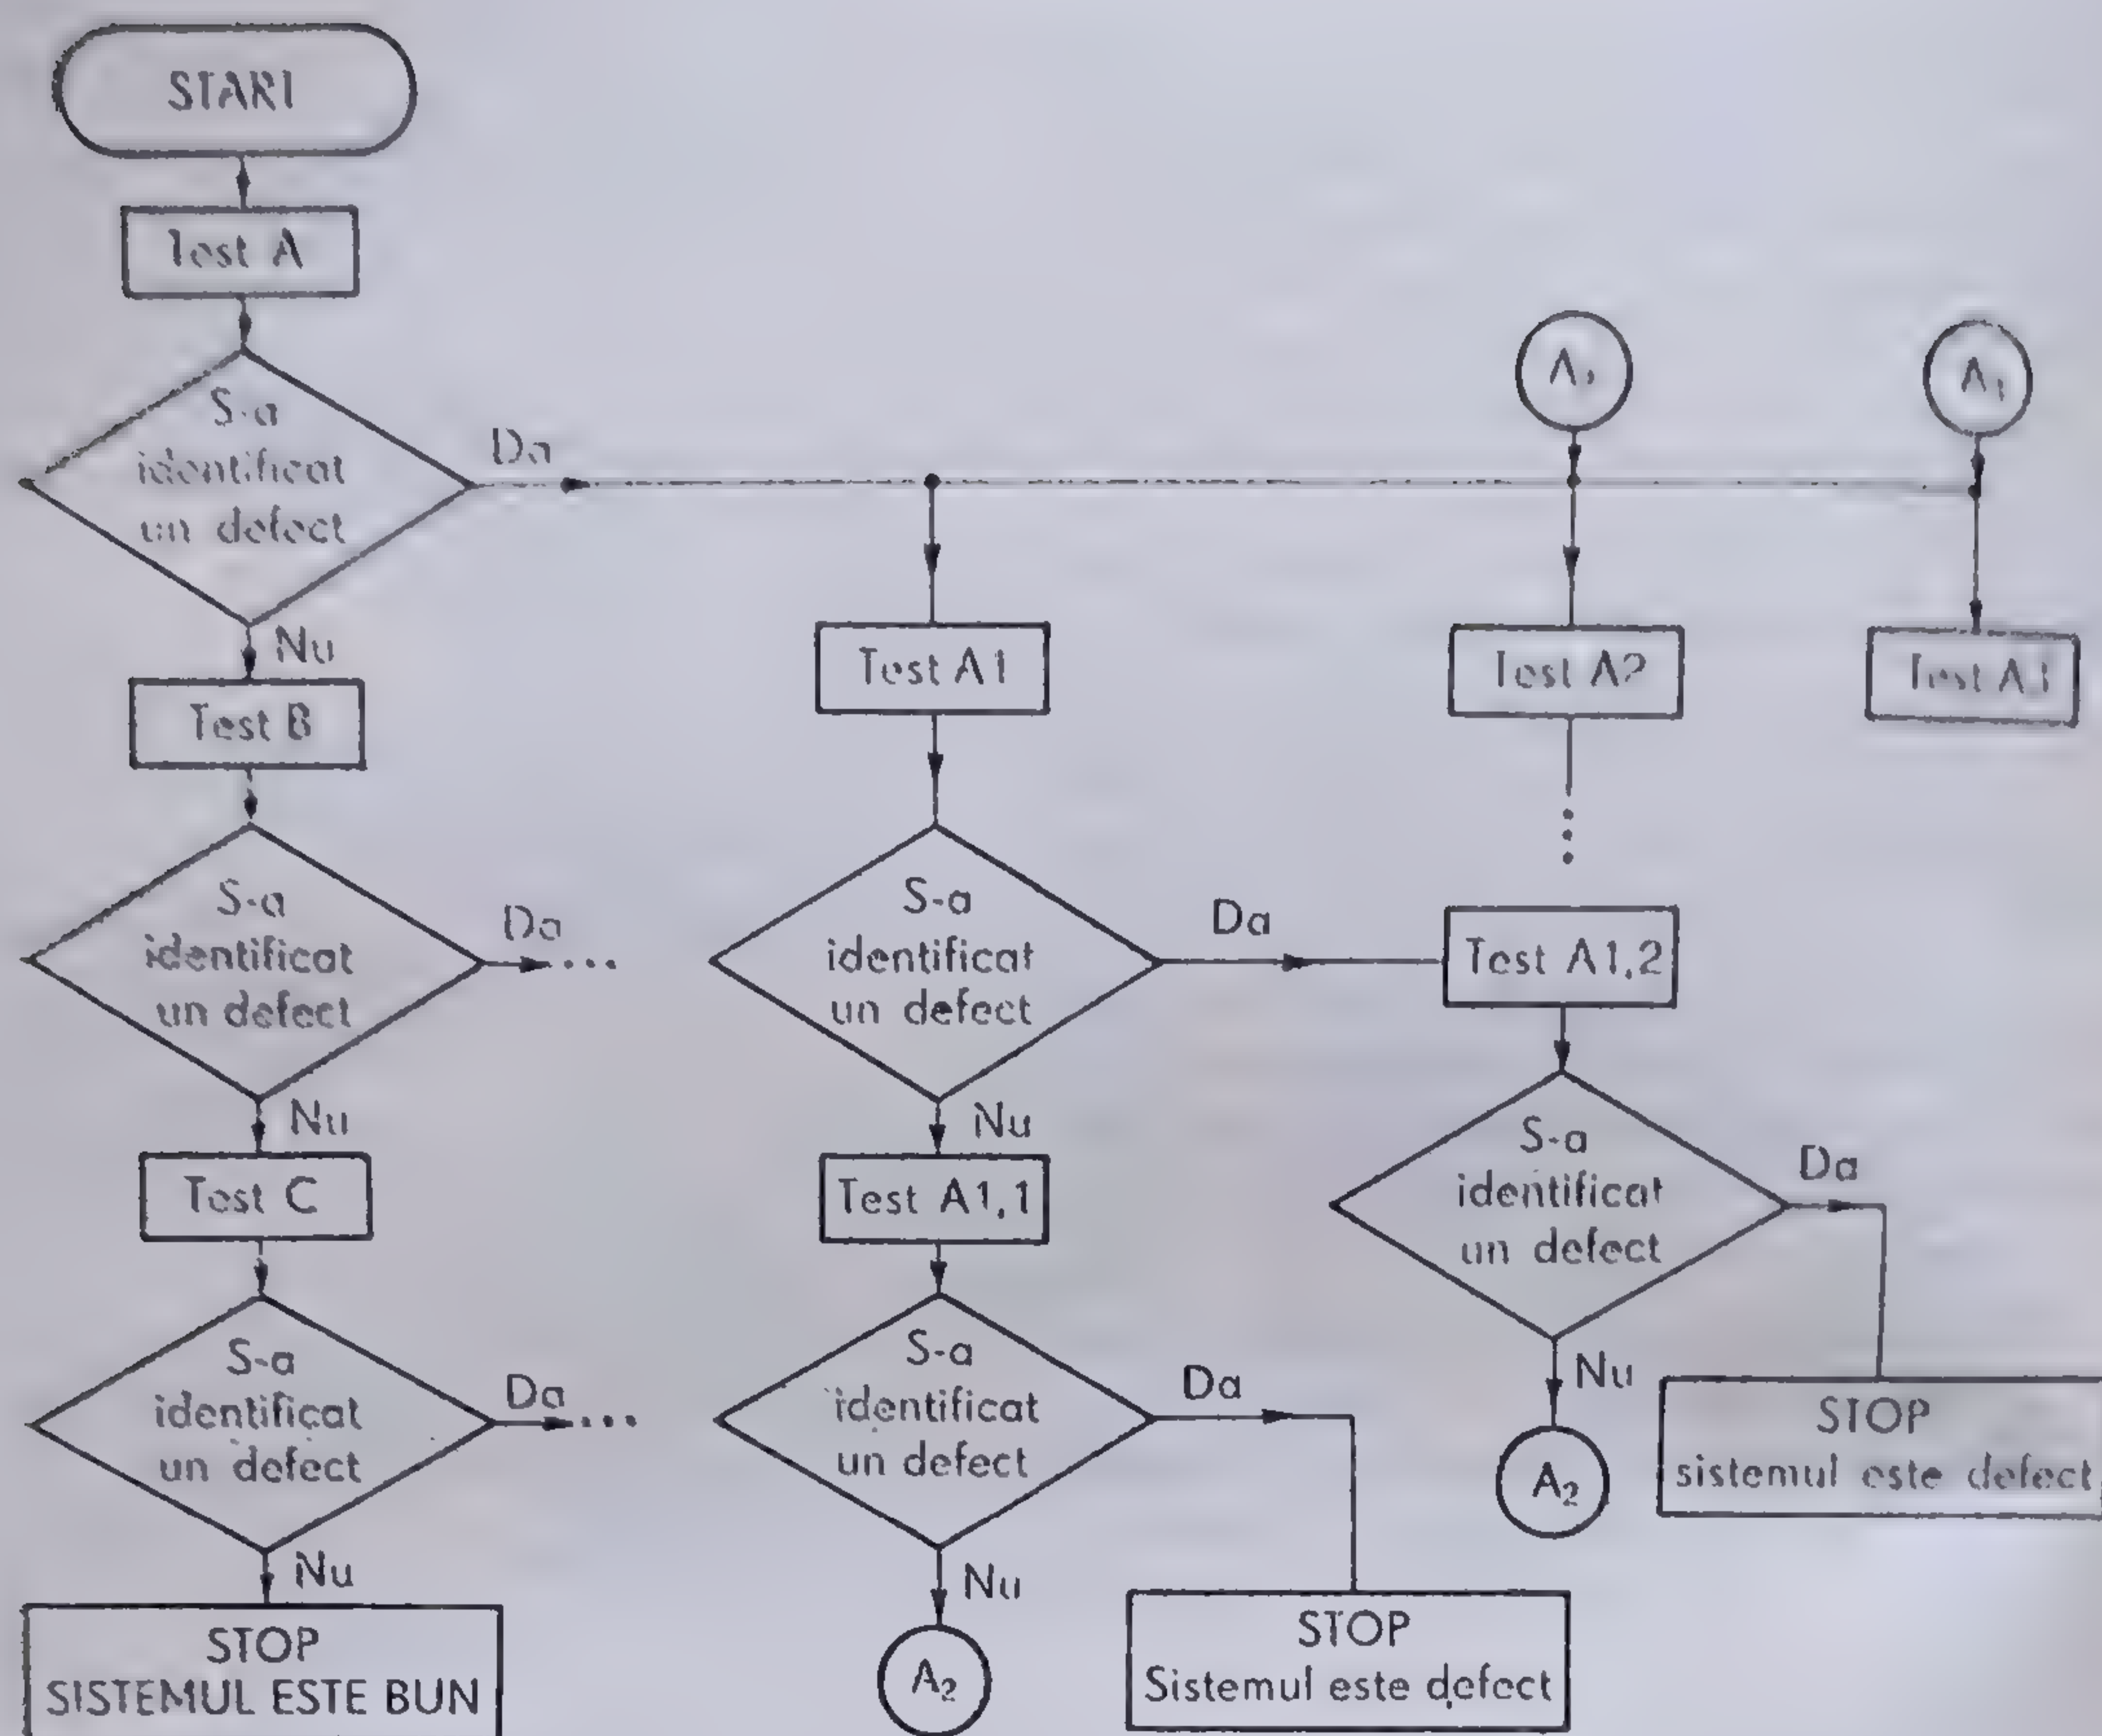 START
Test A
S-a
identificat
un defect
Da
Nu
Test B
S-a
identificat
un defect
Da
...
Nu
Test C
S-a
identificat
un defect
Da
...
Nu
STOP
SISTEMUL ESTE BUN
Test A1
S-a
identificat
un defect
Da
Nu
Test A1,1
S-a
identificat
un defect
Da
Nu
A₂
STOP
Sistemul este defect
Test A2
Test A1,2
S-a
identificat
un defect
Da
Nu
A₂
STOP
sistemul este defect
Test